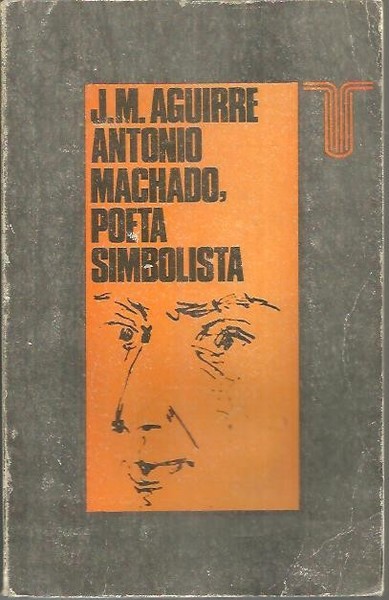 J.M. AGUIRRE
ANTONIO
MACHADO,
POETA
SIMBOLISTA
T